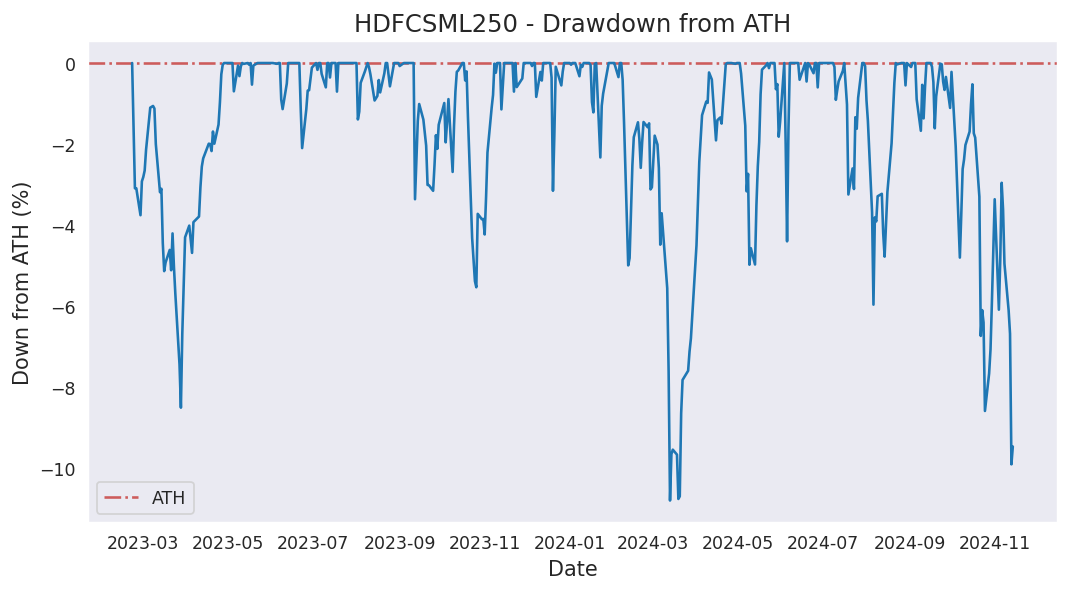 HDFCSML250 - Drawdown from ATH
Down from ATH (%)
0
−2
−4
−6
−8
−10
ATH
2023-03 2023-05 2023-07 2023-09 2023-11 2024-01 2024-03 2024-05 2024-07 2024-09 2024-11
Date